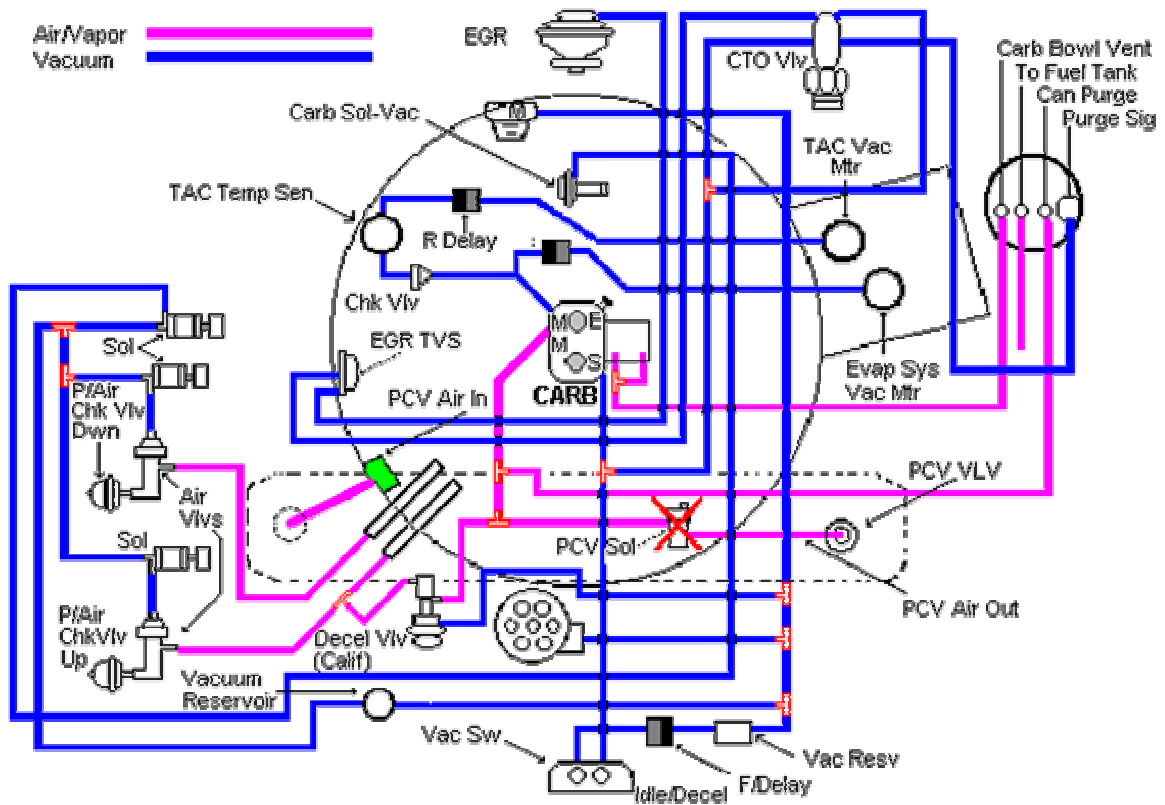 Air/Vapor
Vacuum
EGR
CTO Vlv
Carb Bowl Vent
To Fuel Tank
Can Purge
Purge Sig
Carb Sol-Vac
M
TAC Vac
Mtr
TAC Temp Sen
R Delay
:
Chk Vlv
M E
M
S
CARB
EGR TVS
Evap Sys
Vac Mtr
Sol
PCV Air In
P/Air
Chk Vlv
Dwn
Air
Vlvs
PCV VLV
Sol
PCV Sol
PCV Air Out
P/Air
ChkVlv
Up
Decel Vlv
(Calif)
Vacuum
Reservoir
Vac Sw
Vac Resv
F/Delay
Idle/Decel